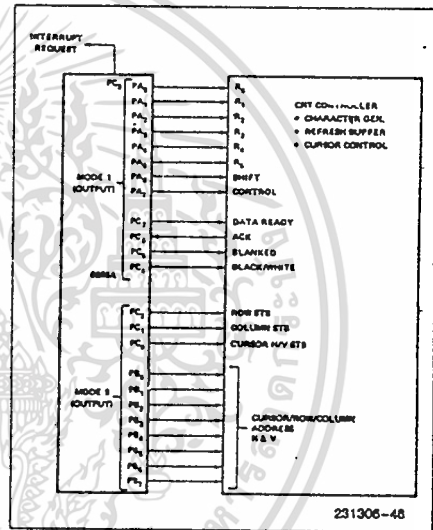 INTERRUPT
REQUEST
PC3
PA0 R0
PA1 R1
PA2 R2
PA3 R3
PA4 R4
PA5 R5
PA6 SHIFT
PA7 CONTROL
MODE 1
(OUTPUT)
PC7 DATA READY
PC6 ACK
PC5 BLANKED
PC4 BLACK/WHITE
8255A
CRT CONTROLLER
• CHARACTER GEN.
• REFRESH BUFFER
• CURSOR CONTROL
PC2 ROW STB
PC1 COLUMN STB
PC0 CURSOR H/V STB
MODE 0
(OUTPUT)
PB0
PB1
PB2
PB3
PB4
PB5
PB6
PB7
CURSOR/ROW/COLUMN
ADDRESS
H & V
231306-46